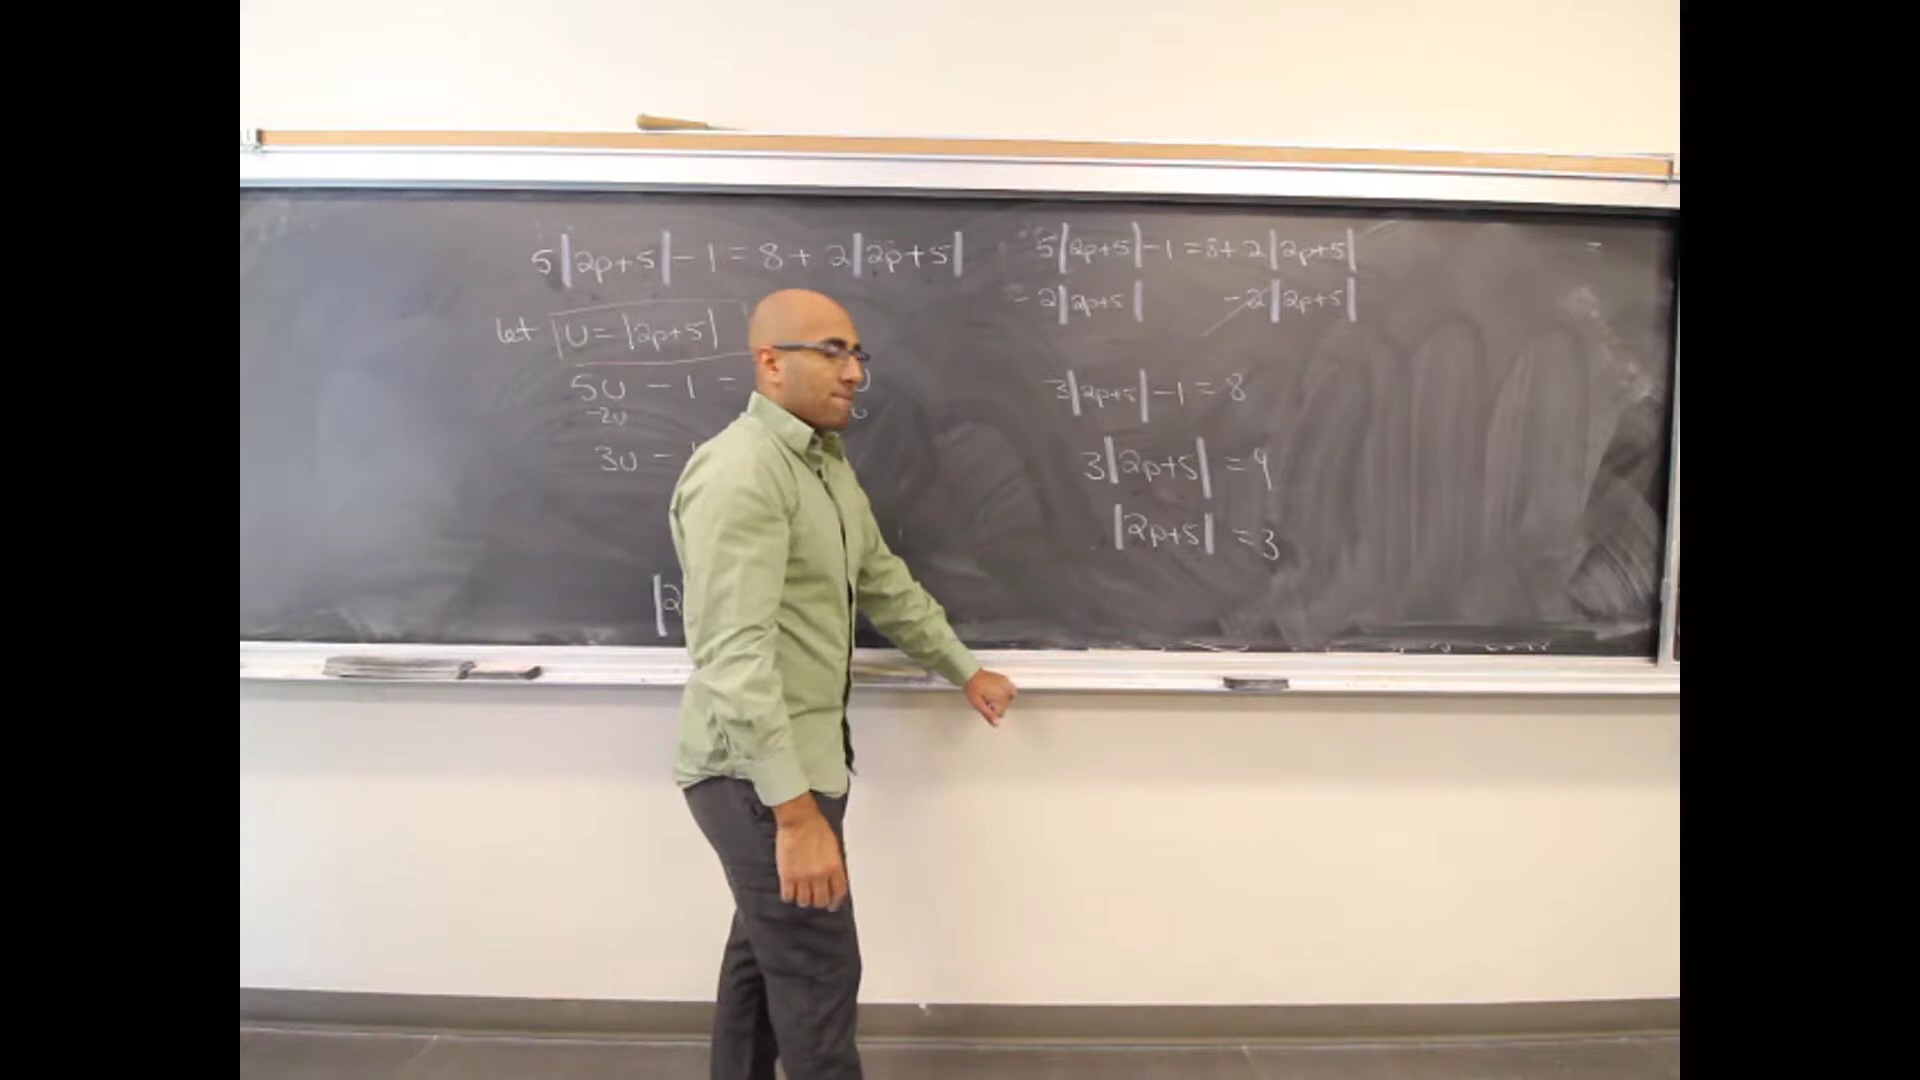 5|2p+5|-1=8+2|2p+5|
let U=|2p+5|
5u-1=
-2u
3u-
|2
5|2p+5|-1=8+2|2p+5|
-2|2p+5| -2|2p+5|
3|2p+5|-1=8
3|2p+5|=9
|2p+5|=3